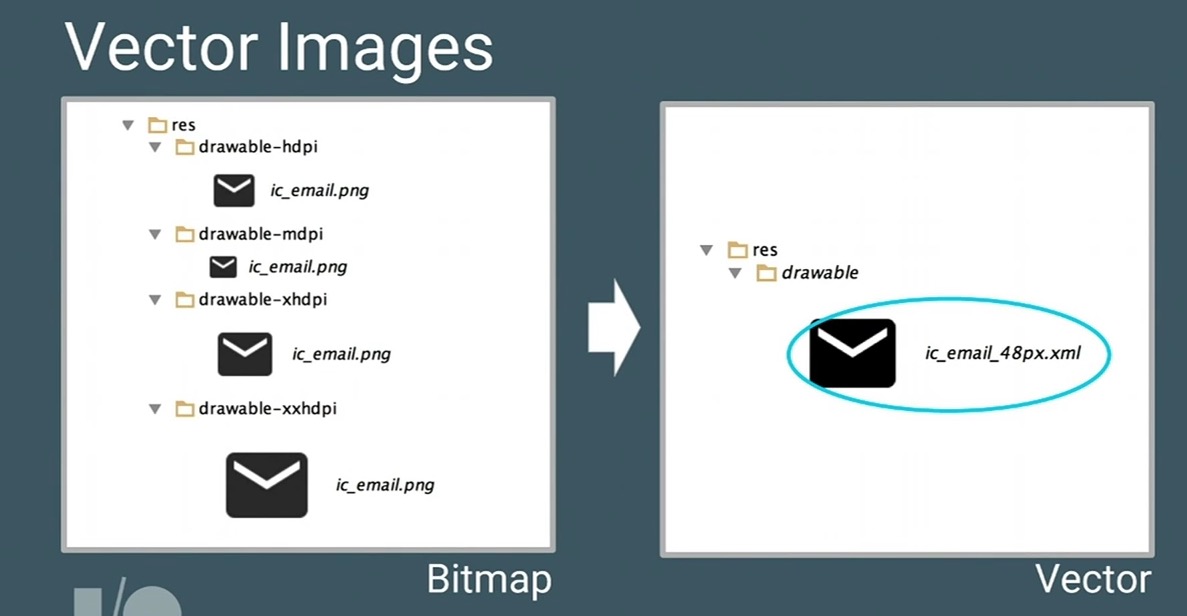 Vector Images
res
drawable-hdpi
ic_email.png
drawable-mdpi
ic_email.png
drawable-xhdpi
ic_email.png
drawable-xxhdpi
ic_email.png
Bitmap
res
drawable
ic_email_48px.xml
Vector
I/O